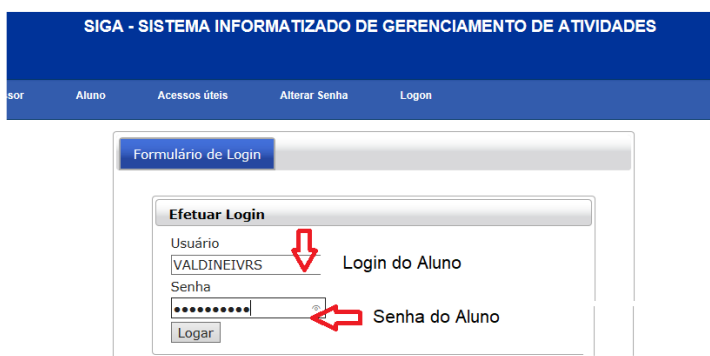 SIGA - SISTEMA INFORMATIZADO DE GERENCIAMENTO DE ATIVIDADES
sor Aluno Acessos úteis Alterar Senha Logon
Formulário de Login
Efetuar Login
Usuário
VALDINEIVRS Login do Aluno
Senha
●●●●●●●●●● Senha do Aluno
Logar